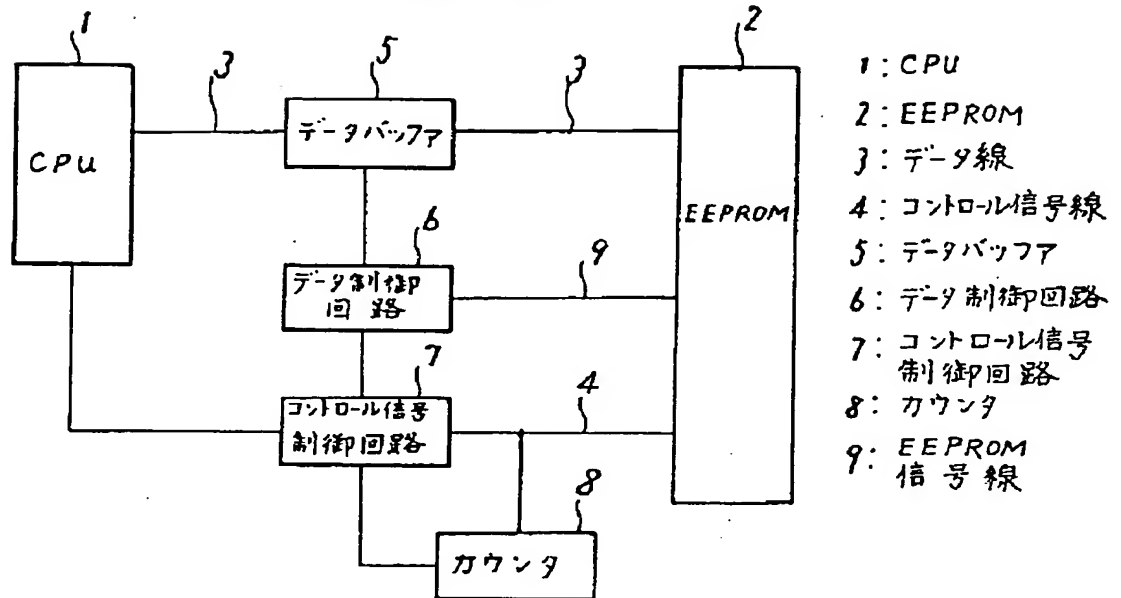 1
2
3
5
3
CPU
データバッファ
EEPROM
6
9
データ制御
回路
7
4
コントロール信号
制御回路
8
カウンタ
1: CPU
2: EEPROM
3: データ線
4: コントロール信号線
5: データバッファ
6: データ制御回路
7: コントロール信号
制御回路
8: カウンタ
9: EEPROM
信号線